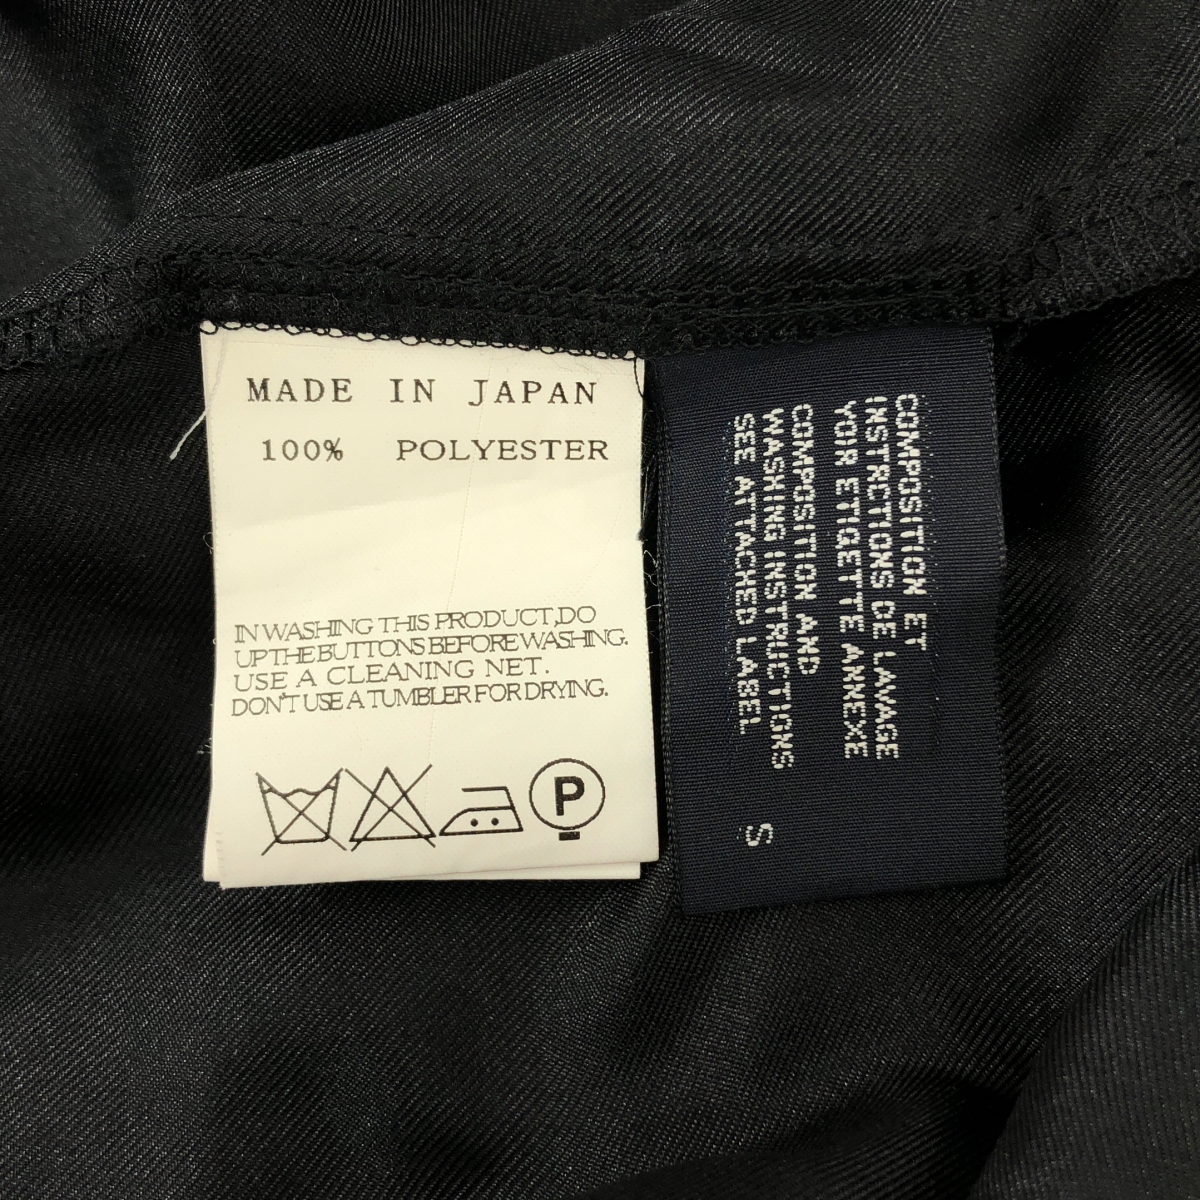 MADE IN JAPAN
100% POLYESTER
IN WASHING THIS PRODUCT,DO
UP THE BUTTONS BEFORE WASHING.
USE A CLEANING NET.
DON'T USE A TUMBLER FOR DRYING.
P
COMPOSITION ET
INSTRCTIONS DE LAVAGE
VOIR ETIGETTE ANNEXE
COMPOSITION AND
WASHING INSTRUCTIONS
SEE ATTACHED LABEL
S